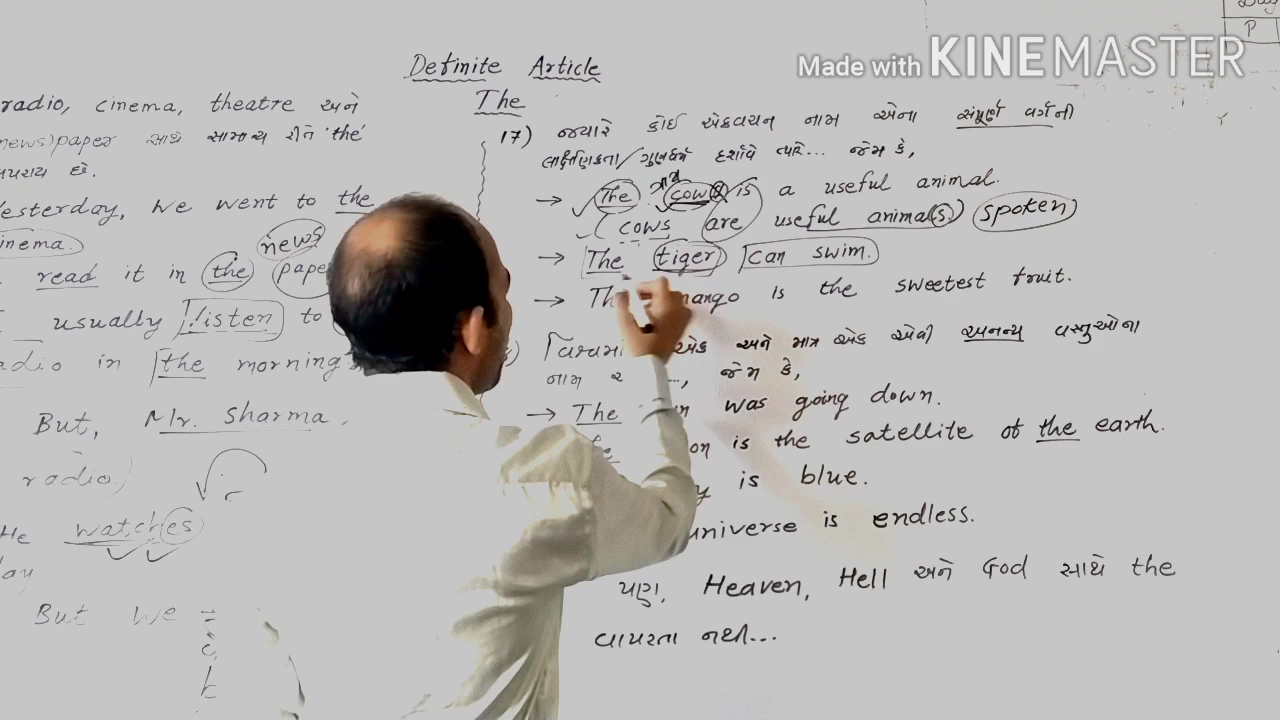 Day
P
Made with KINEMASTER
Definite Article
The
radio, cinema, theatre અને
(news)paper સાથે સામાન્ય રીતે 'the'
વપરાય છે.
Yesterday, we went to the
cinema.
news
read it in the paper
usually listen to
radio in the morning
But, Mr. Sharma
radio.)
He watches
day
But we
17) જ્યારે કોઈ એકવચન નામ એના સંપૂર્ણ વર્ગની
લાક્ષણિકતા/ગુણધર્મ દર્શાવે ત્યારે... જેમ કે,
→ The cow is a useful animal.
cows are useful animal(s) spoken
→ The tiger can swim.
→ The mango is the sweetest fruit.
એક અને માત્ર એક એવી અનન્ય વસ્તુઓના
નામ ..., જેમ કે,
→ The was going down.
is the satellite of the earth.
is blue.
universe is endless.
પણ, Heaven, Hell અને God સાથે the
વાપરતા નથી...